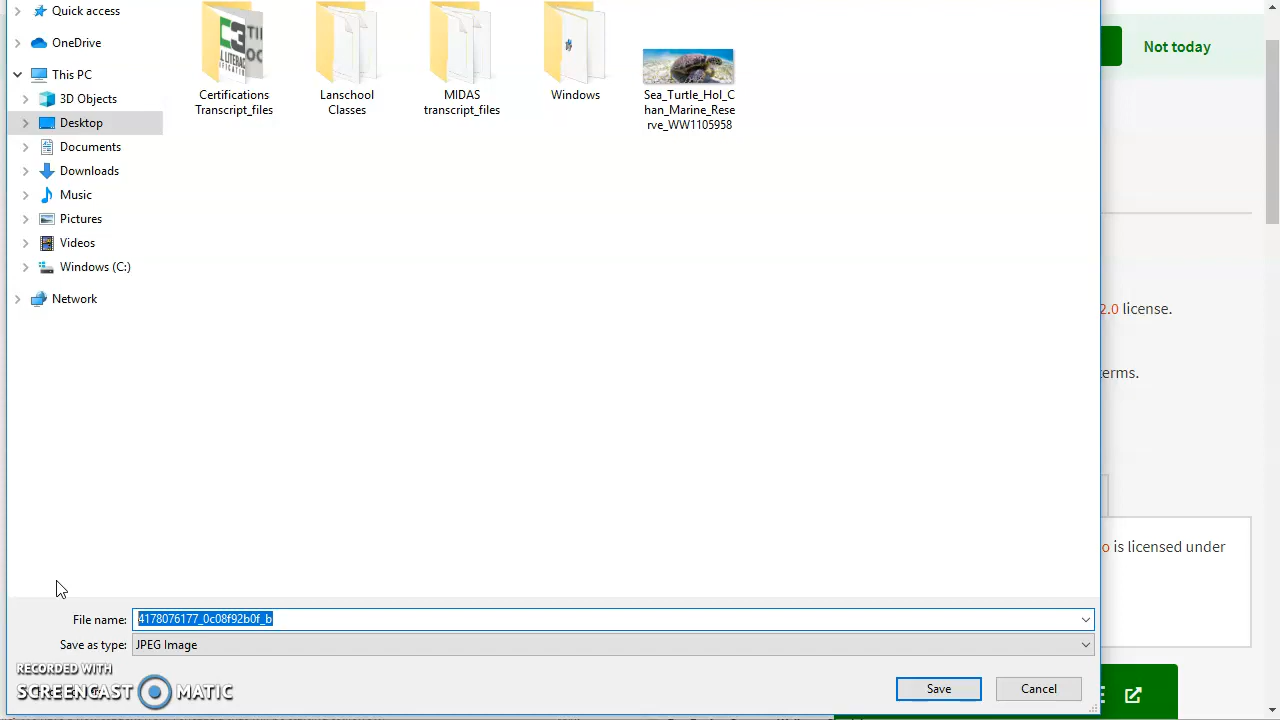 Quick access
OneDrive
This PC
3D Objects
Desktop
Documents
Downloads
Music
Pictures
Videos
Windows (C:)
Network
Certifications
Transcript_files
Lanschool
Classes
MIDAS
transcript_files
Windows
Sea_Turtle_Hol_C
han_Marine_Rese
rve_WW1105958
Not today
2.0 license.
terms.
o is licensed under
File name:
4178076177_0c08f92b0f_b
Save as type:
JPEG Image
Save
Cancel
RECORDED WITH
SCREENCAST MATIC